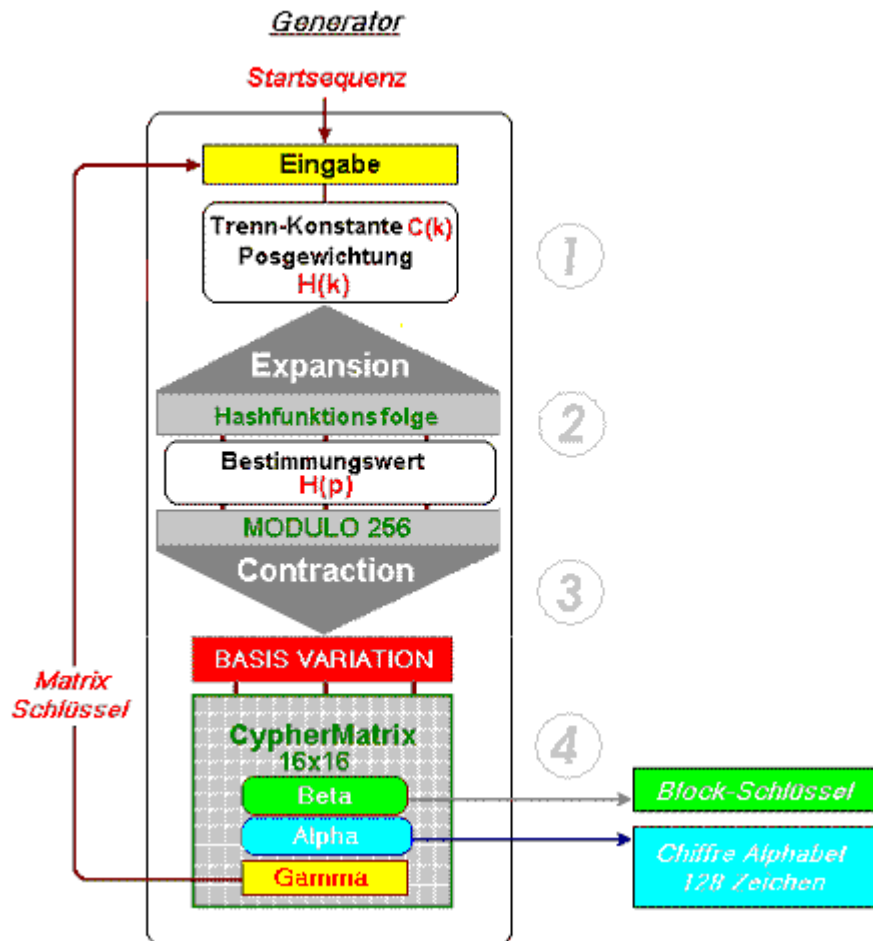 Generator
Startsequenz
Eingabe
Trenn-Konstante C(k)
Posgewichtung
H(k)
1
Expansion
Hashfunktionsfolge
2
Bestimmungswert
H(p)
MODULO 256
Contraction
3
BASIS VARIATION
Matrix
Schlüssel
CypherMatrix
16x16
4
Beta
Block-Schlüssel
Alpha
Chiffre Alphabet
128 Zeichen
Gamma